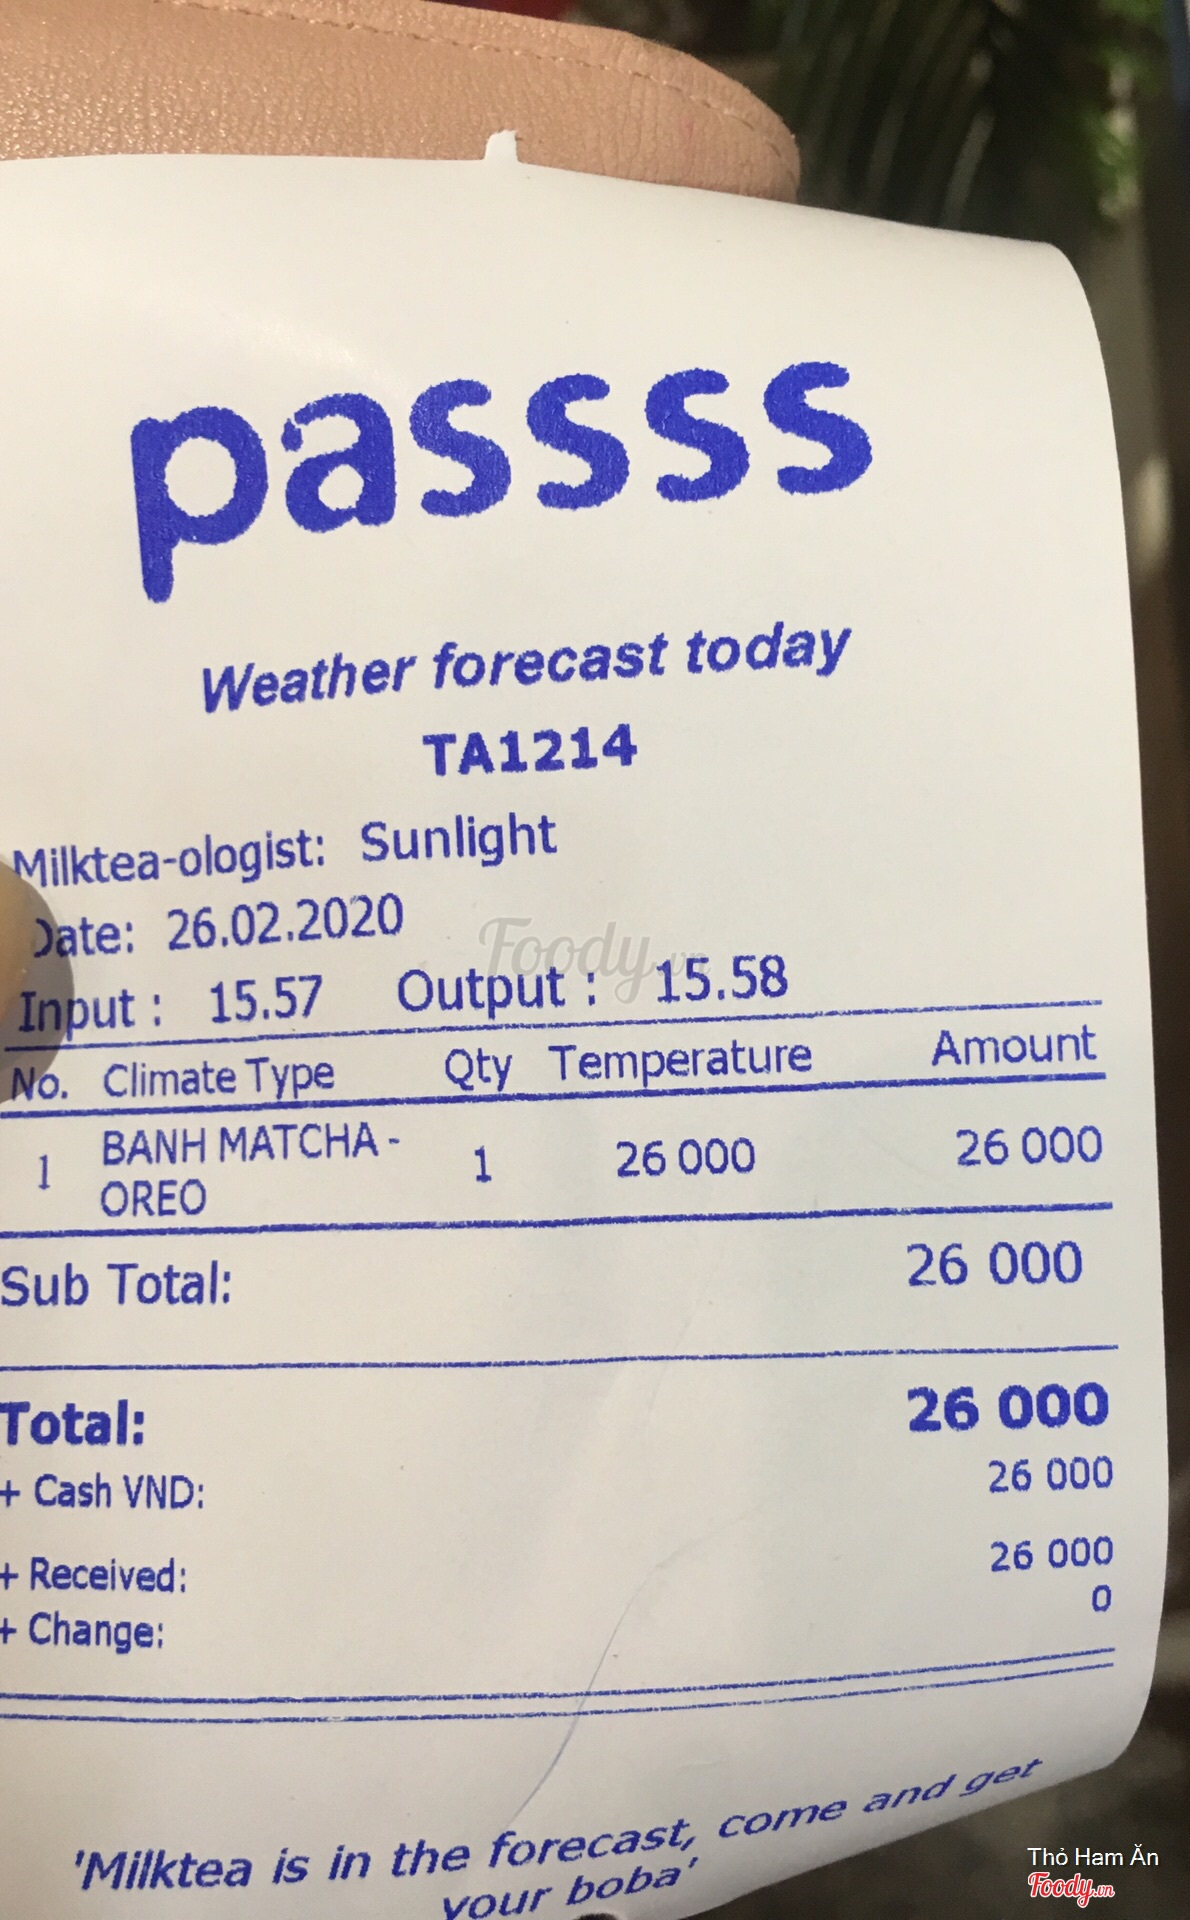 passss
Weather forecast today
TA1214
Milktea-ologist: Sunlight
Date: 26.02.2020
Foody.vn
Input : 15.57 Output : 15.58
No. Climate Type Qty Temperature Amount
1 BANH MATCHA - OREO 1 26 000 26 000
Sub Total: 26 000
Total: 26 000
+ Cash VND: 26 000
+ Received: 26 000
+ Change: 0
'Milktea is in the forecast, come and get
your boba'
Thỏ Ham Ăn
Foody.vn